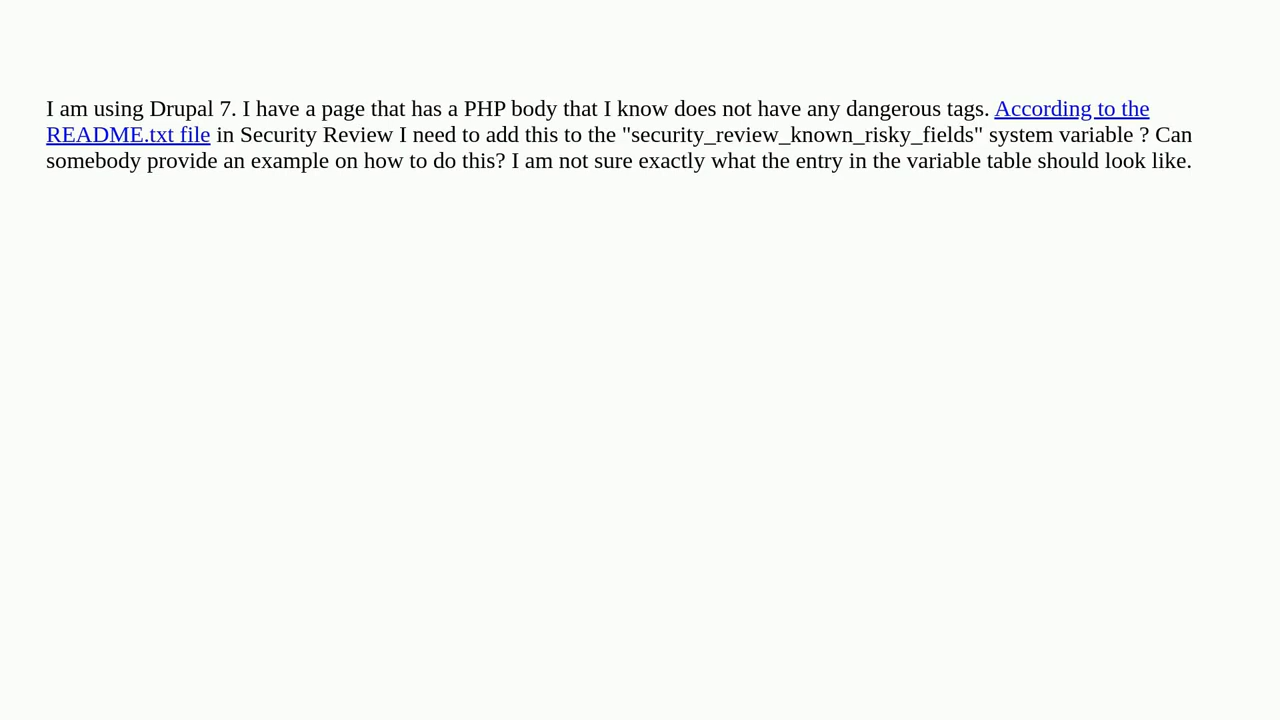 I am using Drupal 7. I have a page that has a PHP body that I know does not have any dangerous tags. According to the
README.txt file in Security Review I need to add this to the "security_review_known_risky_fields" system variable ? Can
somebody provide an example on how to do this? I am not sure exactly what the entry in the variable table should look like.